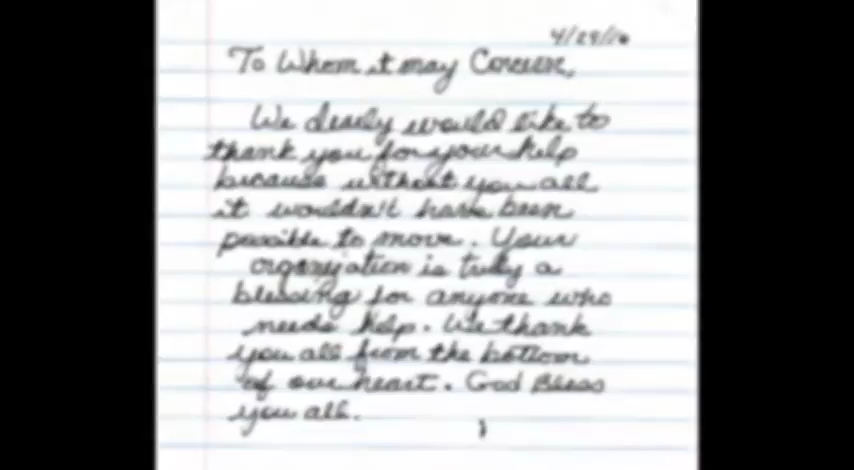 4/29/16
To Whom it may Concern,
We dearly would like to
thank you for your help
because without you all
it wouldn't have been
possible to move. Your
organization is truly a
blessing for anyone who
needs help. We thank
you all from the bottom
of our heart. God Bless
you all.